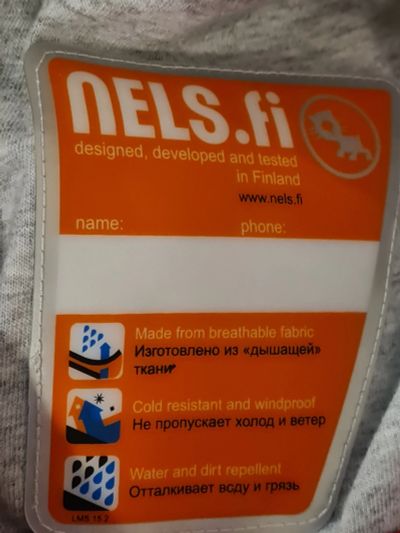 NELS.fi
designed, developed and tested
in Finland
www.nels.fi
name: phone:
Made from breathable fabric
Изготовлено из «дышащей»
ткани
Cold resistant and windproof
Не пропускает холод и ветер
Water and dirt repellent
Отталкивает воду и грязь
LMS 15 2